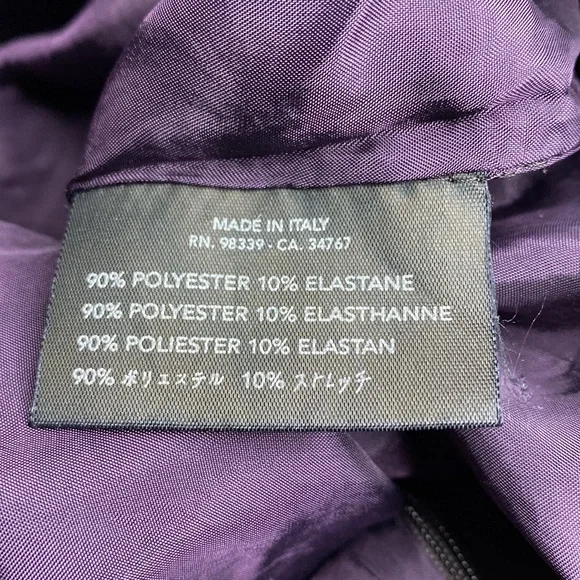 MADE IN ITALY
RN. 98339 · CA. 34767
90% POLYESTER 10% ELASTANE
90% POLYESTER 10% ELASTHANNE
90% POLIESTER 10% ELASTAN
90% ポリエステル 10% ストレッチ